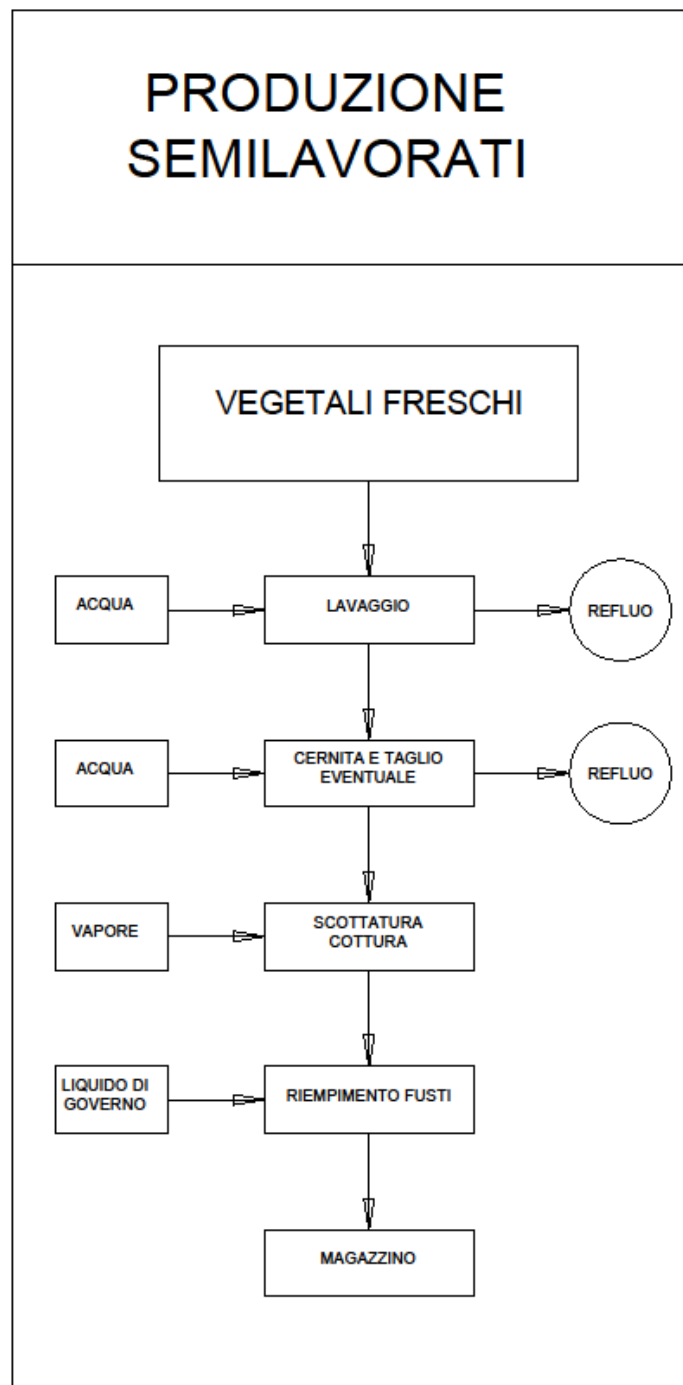 PRODUZIONE
SEMILAVORATI
VEGETALI FRESCHI
ACQUA
LAVAGGIO
REFLUO
ACQUA
CERNITA E TAGLIO
EVENTUALE
REFLUO
VAPORE
SCOTTATURA
COTTURA
LIQUIDO DI
GOVERNO
RIEMPIMENTO FUSTI
MAGAZZINO